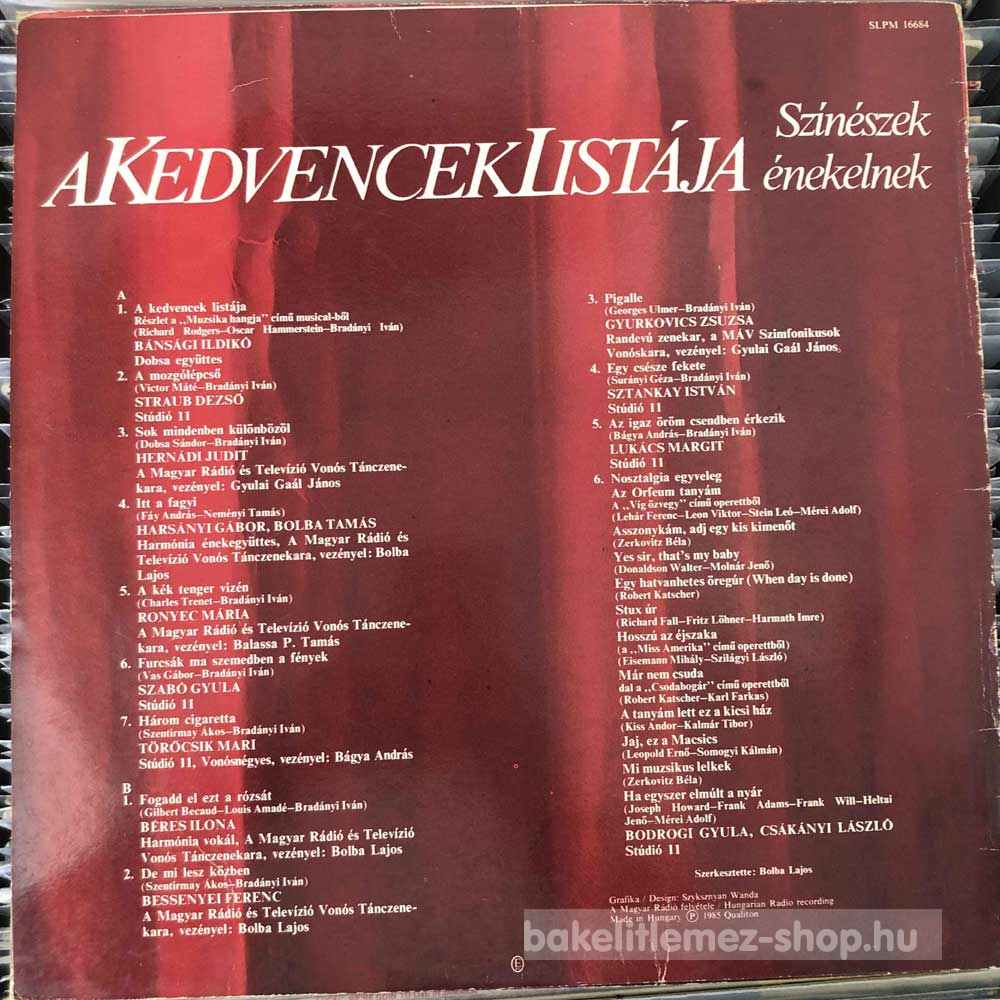 SLPM 16684
A KEDVENCEK LISTÁJA
Színészek
énekelnek
A
1. A kedvencek listája
Részlet a „Muzsika hangja” című musical-ből
(Richard Rodgers–Oscar Hammerstein–Bradányi Iván)
BÁNSÁGI ILDIKÓ
Dobsa együttes
2. A mozgólépcső
(Victor Máté–Bradányi Iván)
STRAUB DEZSŐ
Stúdió 11
3. Sok mindenben különbözöl
(Dobsa Sándor–Bradányi Iván)
HERNÁDI JUDIT
A Magyar Rádió és Televízió Vonós Tánczene-
kara, vezényel: Gyulai Gaál János
4. Itt a fagyi
(Fáy András–Neményi Tamás)
HARSÁNYI GÁBOR, BOLBA TAMÁS
Harmónia énekegyüttes, A Magyar Rádió és
Televízió Vonós Tánczenekara, vezényel: Bolba
Lajos
5. A kék tenger vizén
(Charles Trenet–Bradányi Iván)
RONYEC MÁRIA
A Magyar Rádió és Televízió Vonós Tánczene-
kara, vezényel: Balassa P. Tamás
6. Furcsák ma szemedben a fények
(Vas Gábor–Bradányi Iván)
SZABÓ GYULA
Stúdió 11
7. Három cigaretta
(Szentirmay Ákos–Bradányi Iván)
TÖRŐCSIK MARI
Stúdió 11, Vonósnégyes, vezényel: Bágya András
B
1. Fogadd el ezt a rózsát
(Gilbert Becaud–Louis Amadé–Bradányi Iván)
BÉRES ILONA
Harmónia vokál, A Magyar Rádió és Televízió
Vonós Tánczenekara, vezényel: Bolba Lajos
2. De mi lesz közben
(Szentirmay Ákos–Bradányi Iván)
BESSENYEI FERENC
A Magyar Rádió és Televízió Vonós Tánczene-
kara, vezényel: Bolba Lajos
3. Pigalle
(Georges Ulmer–Bradányi Iván)
GYURKOVICS ZSUZSA
Randevú zenekar, a MÁV Szimfonikusok
Vonóskara, vezényel: Gyulai Gaál János,
4. Egy csésze fekete
(Surányi Géza–Bradányi Iván)
SZTANKAY ISTVÁN
Stúdió 11
5. Az igaz öröm csendben érkezik
(Bágya András–Bradányi Iván)
LUKÁCS MARGIT
Stúdió 11
6. Nosztalgia egyveleg
Az Orfeum tanyám
A „Víg özvegy” című operettből
(Lehár Ferenc–Leon Viktor–Stein Leó–Mérei Adolf)
Asszonykám, adj egy kis kimenőt
(Zerkovitz Béla)
Yes sir, that's my baby
(Donaldson Walter–Molnár Jenő)
Egy hatvanhetes öregúr (When day is done)
(Robert Katscher)
Stux úr
(Richard Fall–Fritz Löhner–Harmath Imre)
Hosszú az éjszaka
(a „Miss Amerika” című operettből)
(Eisemann Mihály–Szilágyi László)
Már nem csuda
dal a „Csodabogár” című operettből
(Robert Katscher–Karl Farkas)
A tanyám lett ez a kicsi ház
(Kiss Andor–Kalmár Tibor)
Jaj, ez a Macsics
(Leopold Ernő–Somogyi Kálmán)
Mi muzsikus lelkek
(Zerkovitz Béla)
Ha egyszer elmúlt a nyár
(Joseph Howard–Frank Adams–Frank Will–Heltai
Jenő–Mérei Adolf)
BODROGI GYULA, CSÁKÁNYI LÁSZLÓ
Stúdió 11
Szerkesztette: Bolba Lajos
Grafika / Design: Szyksznyan Wanda
A Magyar Rádió felvétele / Hungarian Radio recording
Made in Hungary Ⓟ 1985 Qualiton
bakelitlemez-shop.hu